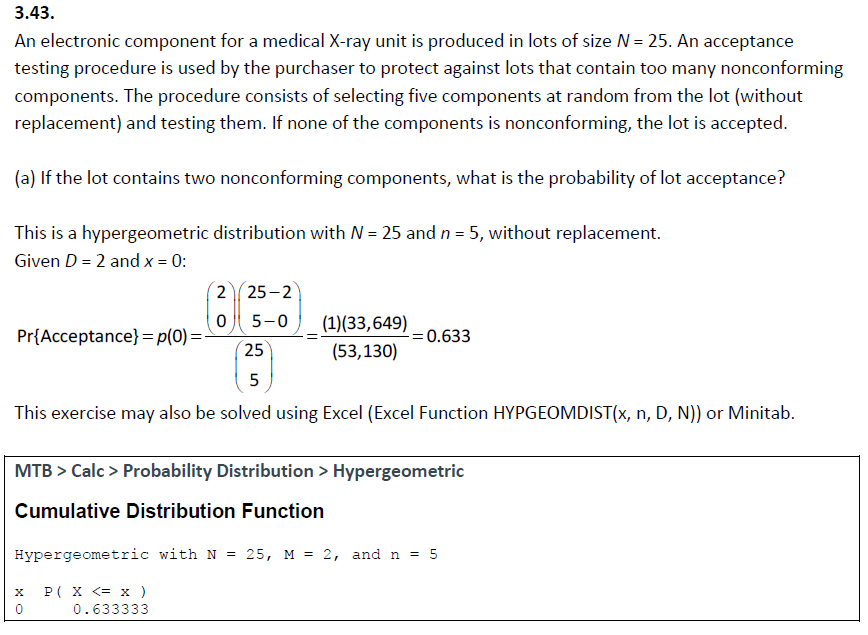 3.43.
An electronic component for a medical X-ray unit is produced in lots of size N = 25. An acceptance
testing procedure is used by the purchaser to protect against lots that contain too many nonconforming
components. The procedure consists of selecting five components at random from the lot (without
replacement) and testing them. If none of the components is nonconforming, the lot is accepted.
(a) If the lot contains two nonconforming components, what is the probability of lot acceptance?
This is a hypergeometric distribution with N = 25 and n = 5, without replacement.
Given D = 2 and x = 0:
(2) (25−2)
(0) (5−0)
Pr{Acceptance} = p(0) = = (1)(33,649) = 0.633
(25) (53,130)
(5)
This exercise may also be solved using Excel (Excel Function HYPGEOMDIST(x, n, D, N)) or Minitab.
MTB > Calc > Probability Distribution > Hypergeometric
Cumulative Distribution Function
Hypergeometric with N = 25, M = 2, and n = 5
x P( X <= x )
0 0.633333